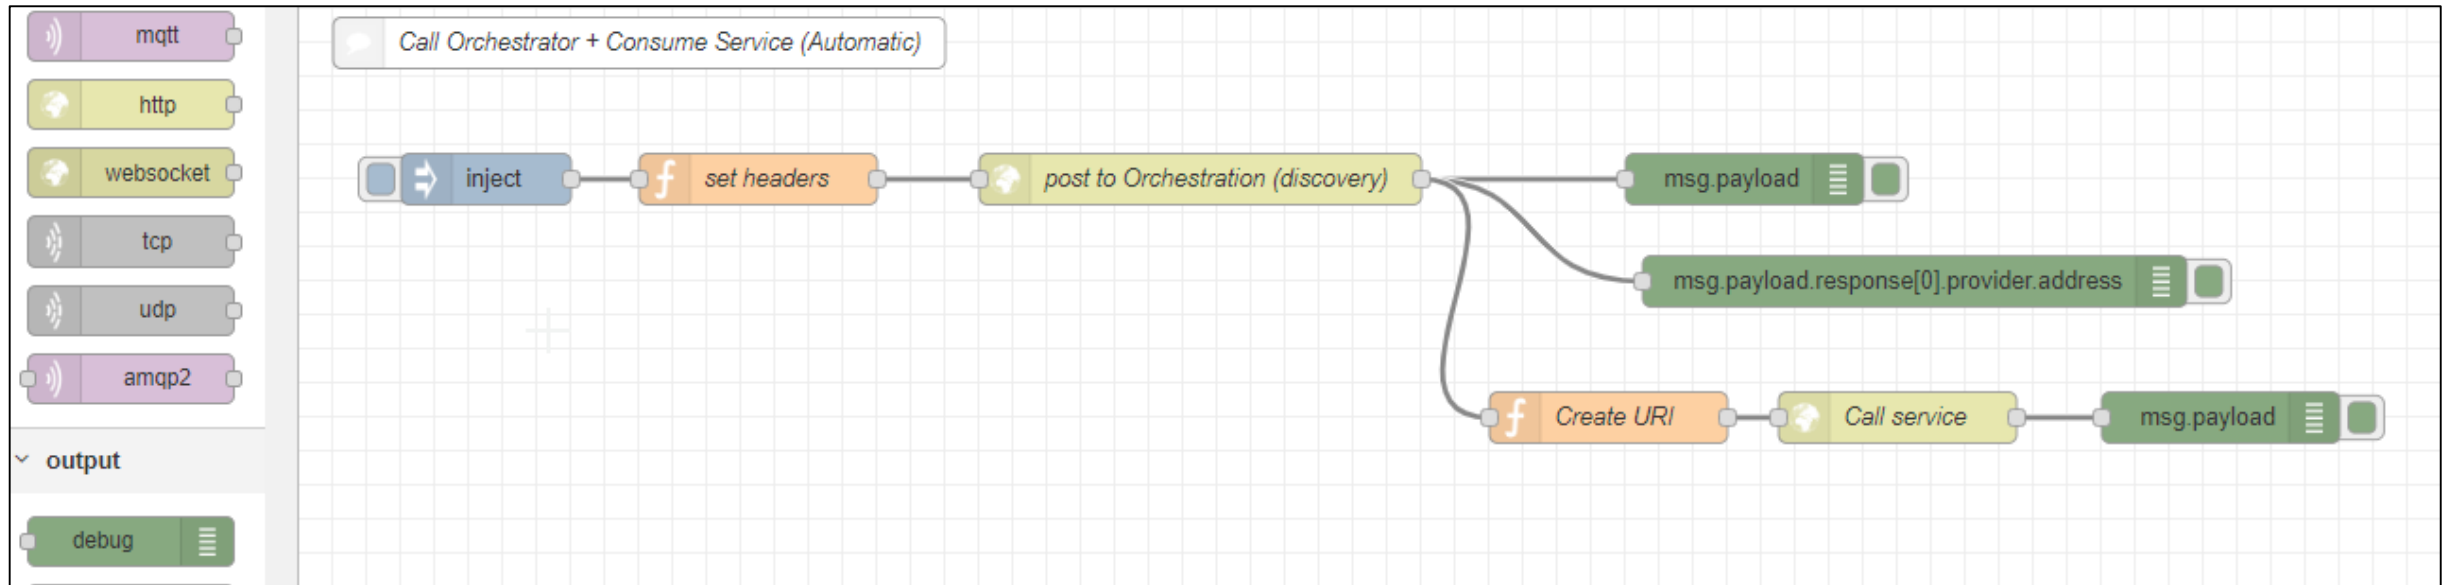 mqtt
http
websocket
tcp
udp
amqp2
output
debug
Call Orchestrator + Consume Service (Automatic)
inject
set headers
post to Orchestration (discovery)
msg.payload
msg.payload.response[0].provider.address
Create URI
Call service
msg.payload